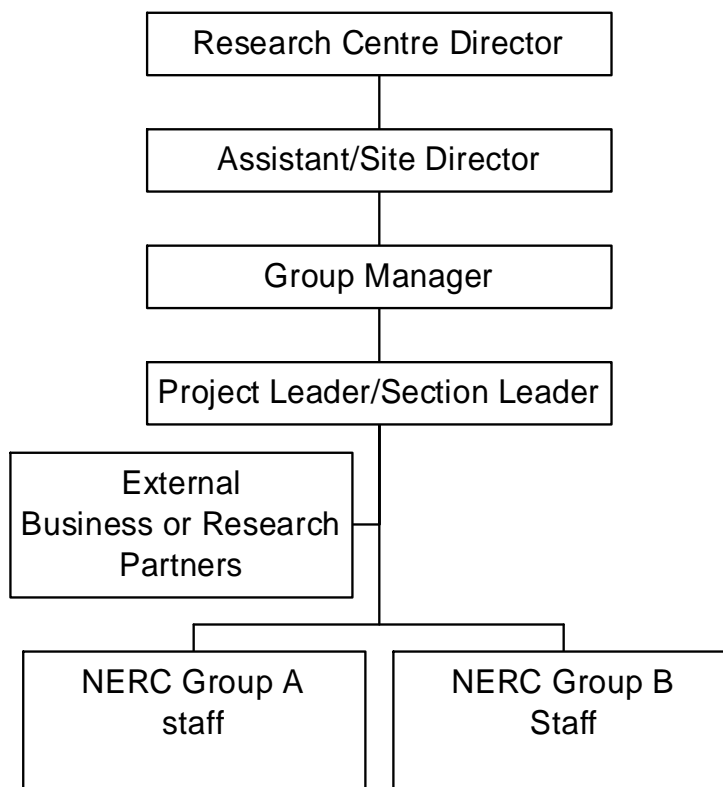 Research Centre Director
Assistant/Site Director
Group Manager
Project Leader/Section Leader
External
Business or Research
Partners
NERC Group A
staff
NERC Group B
Staff